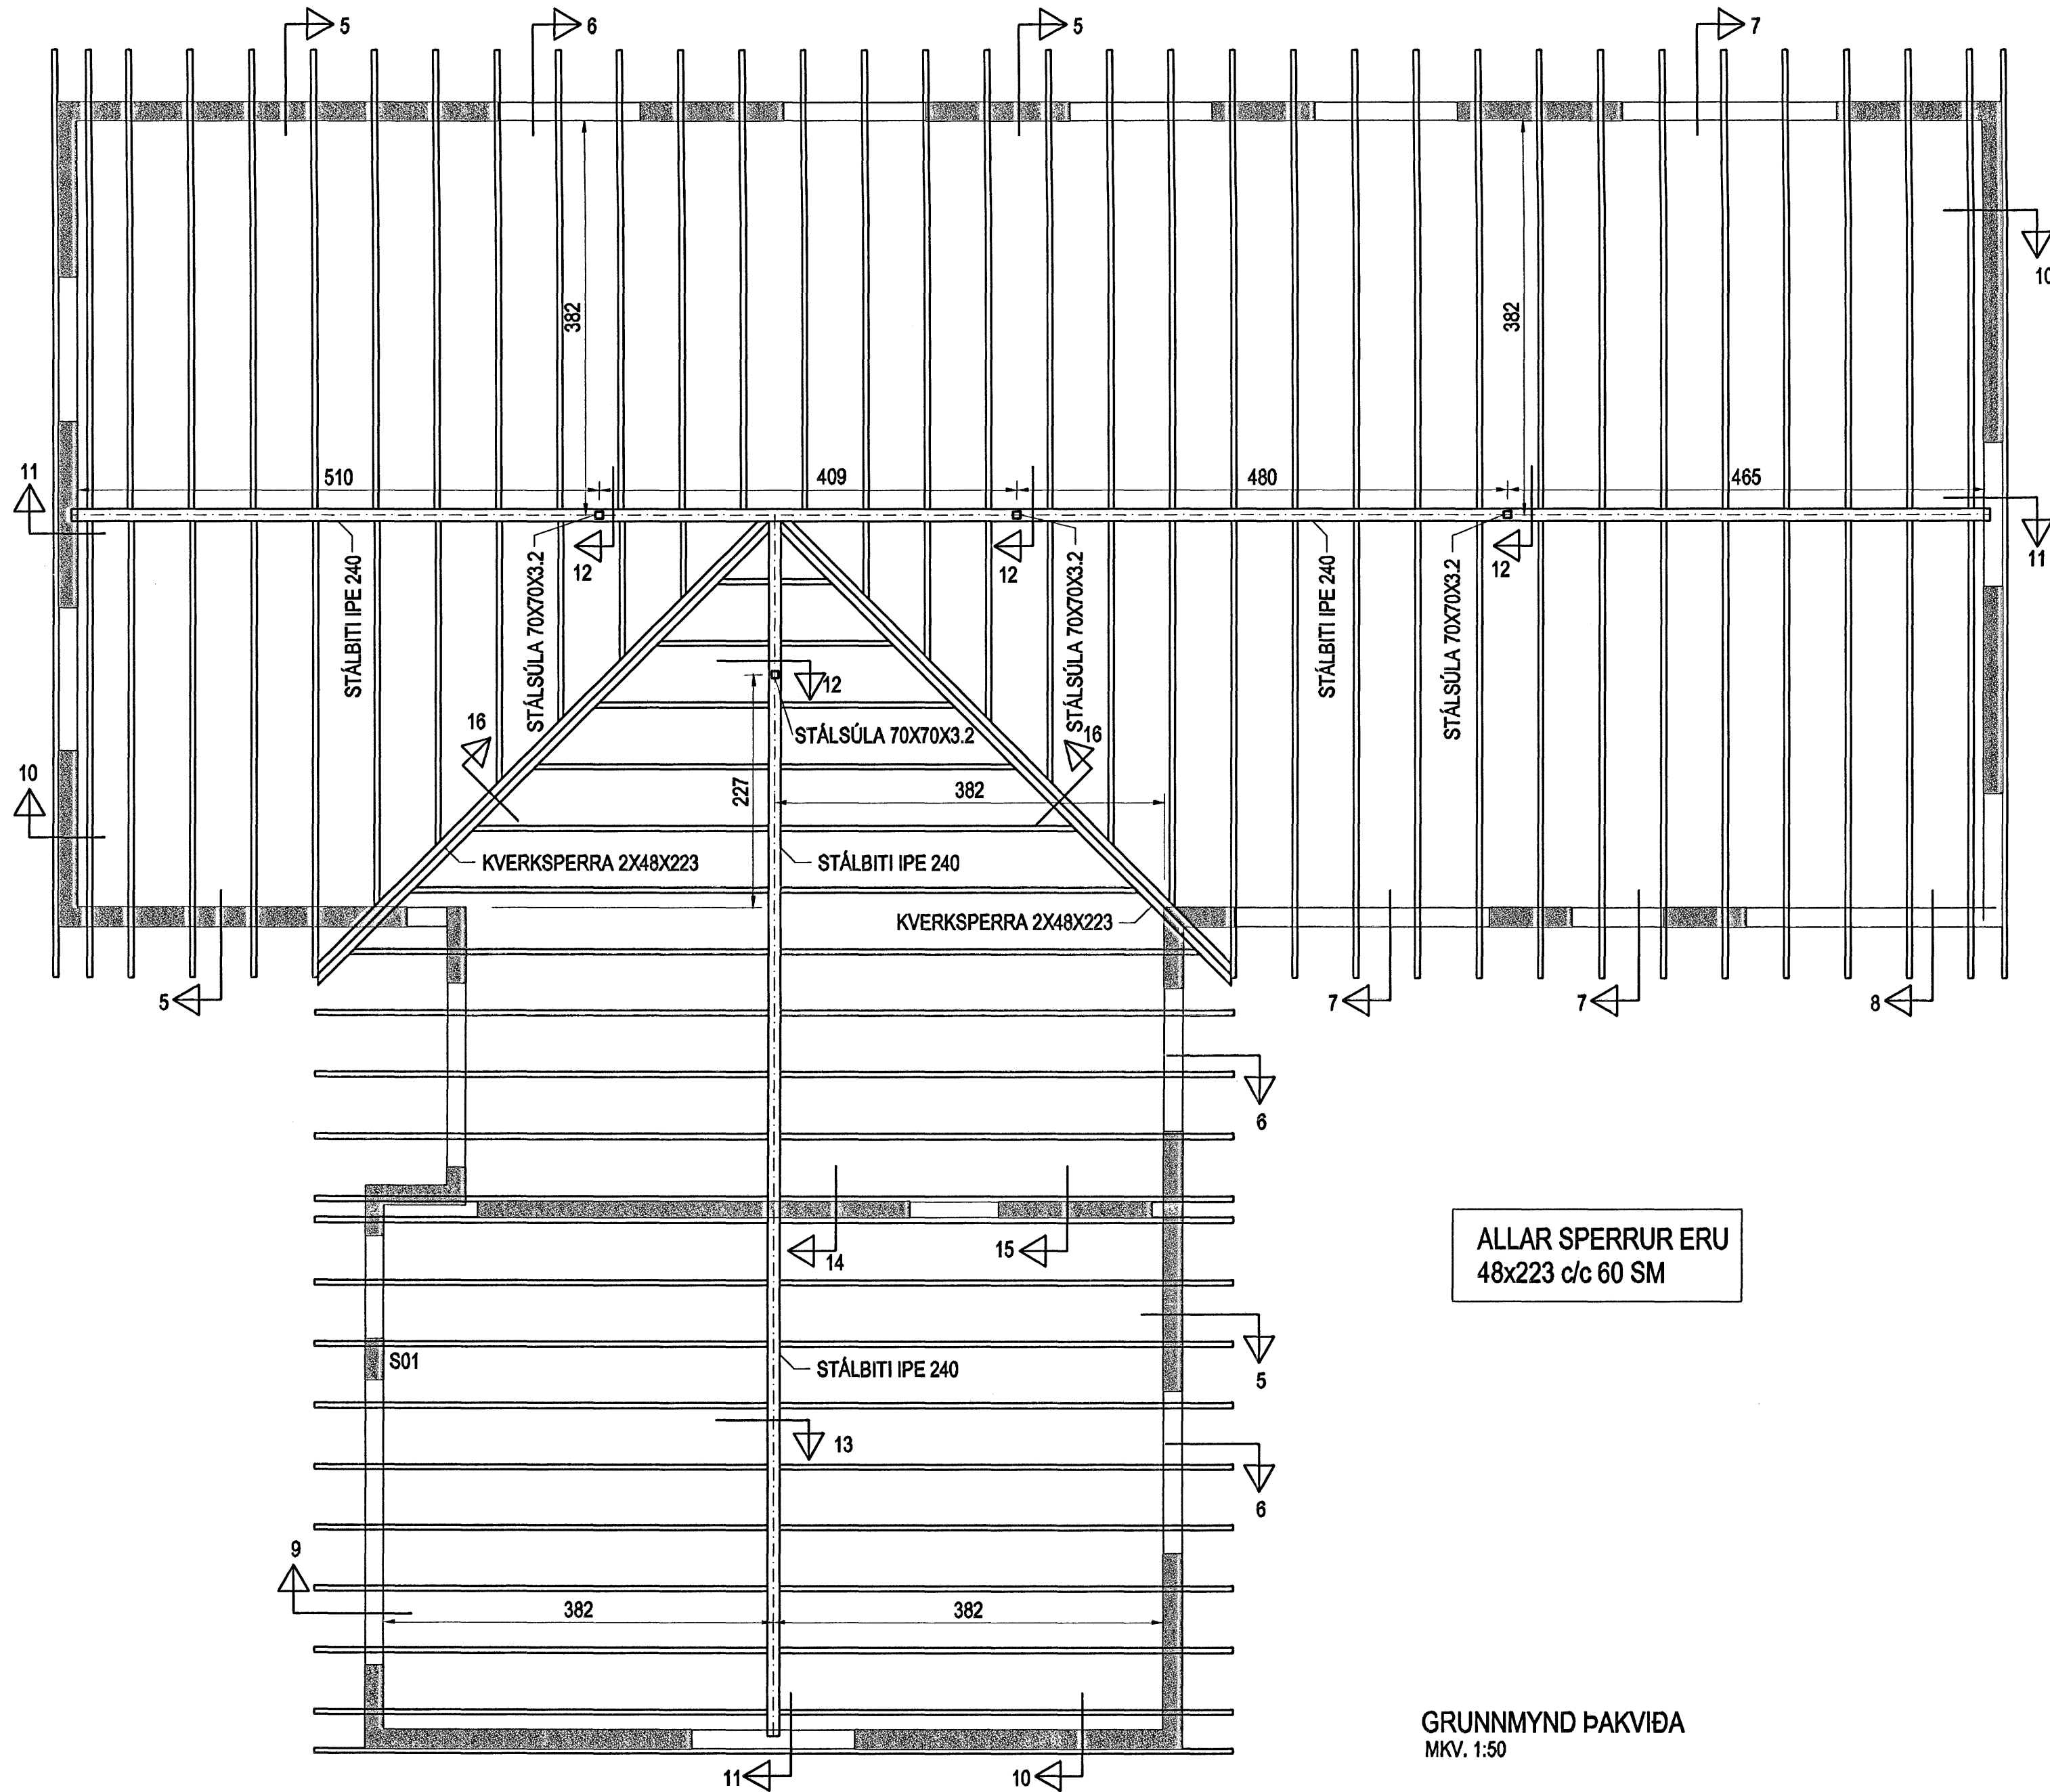 5
6
5
7
10
382
382
11
510
409
480
465
12
12
12
11
STÁLBITI IPE 240
STÁLSÚLA 70X70X3.2
STÁLSÚLA 70X70X3.2
STÁLBITI IPE 240
STÁLSÚLA 70X70X3.2
12
16
STÁLSÚLA 70X70X3.2
16
10
227
382
KVERKSPERRA 2X48X223
STÁLBITI IPE 240
KVERKSPERRA 2X48X223
5
7
7
8
6
14
15
ALLAR SPERRUR ERU
48x223 c/c 60 SM
S01
STÁLBITI IPE 240
5
13
6
9
382
382
11
10
GRUNNMYND ÞAKVIÐA
MKV. 1:50